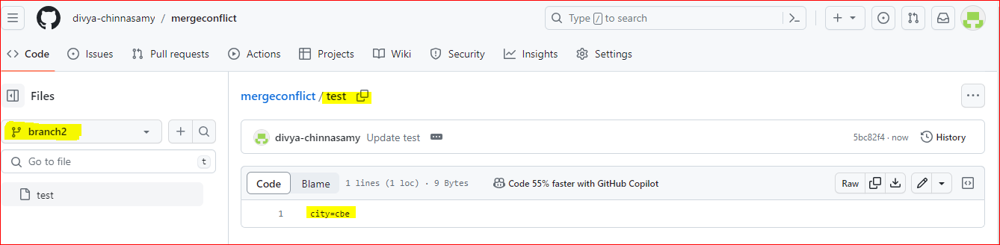 divya-chinnasamy / mergeconflict
Type / to search
Code Issues Pull requests Actions Projects Wiki Security Insights Settings
Files
branch2
Go to file t
test
mergeconflict / test
divya-chinnasamy Update test 5bc82f4 · now History
Code Blame 1 lines (1 loc) · 9 Bytes Code 55% faster with GitHub Copilot Raw
1 city=cbe